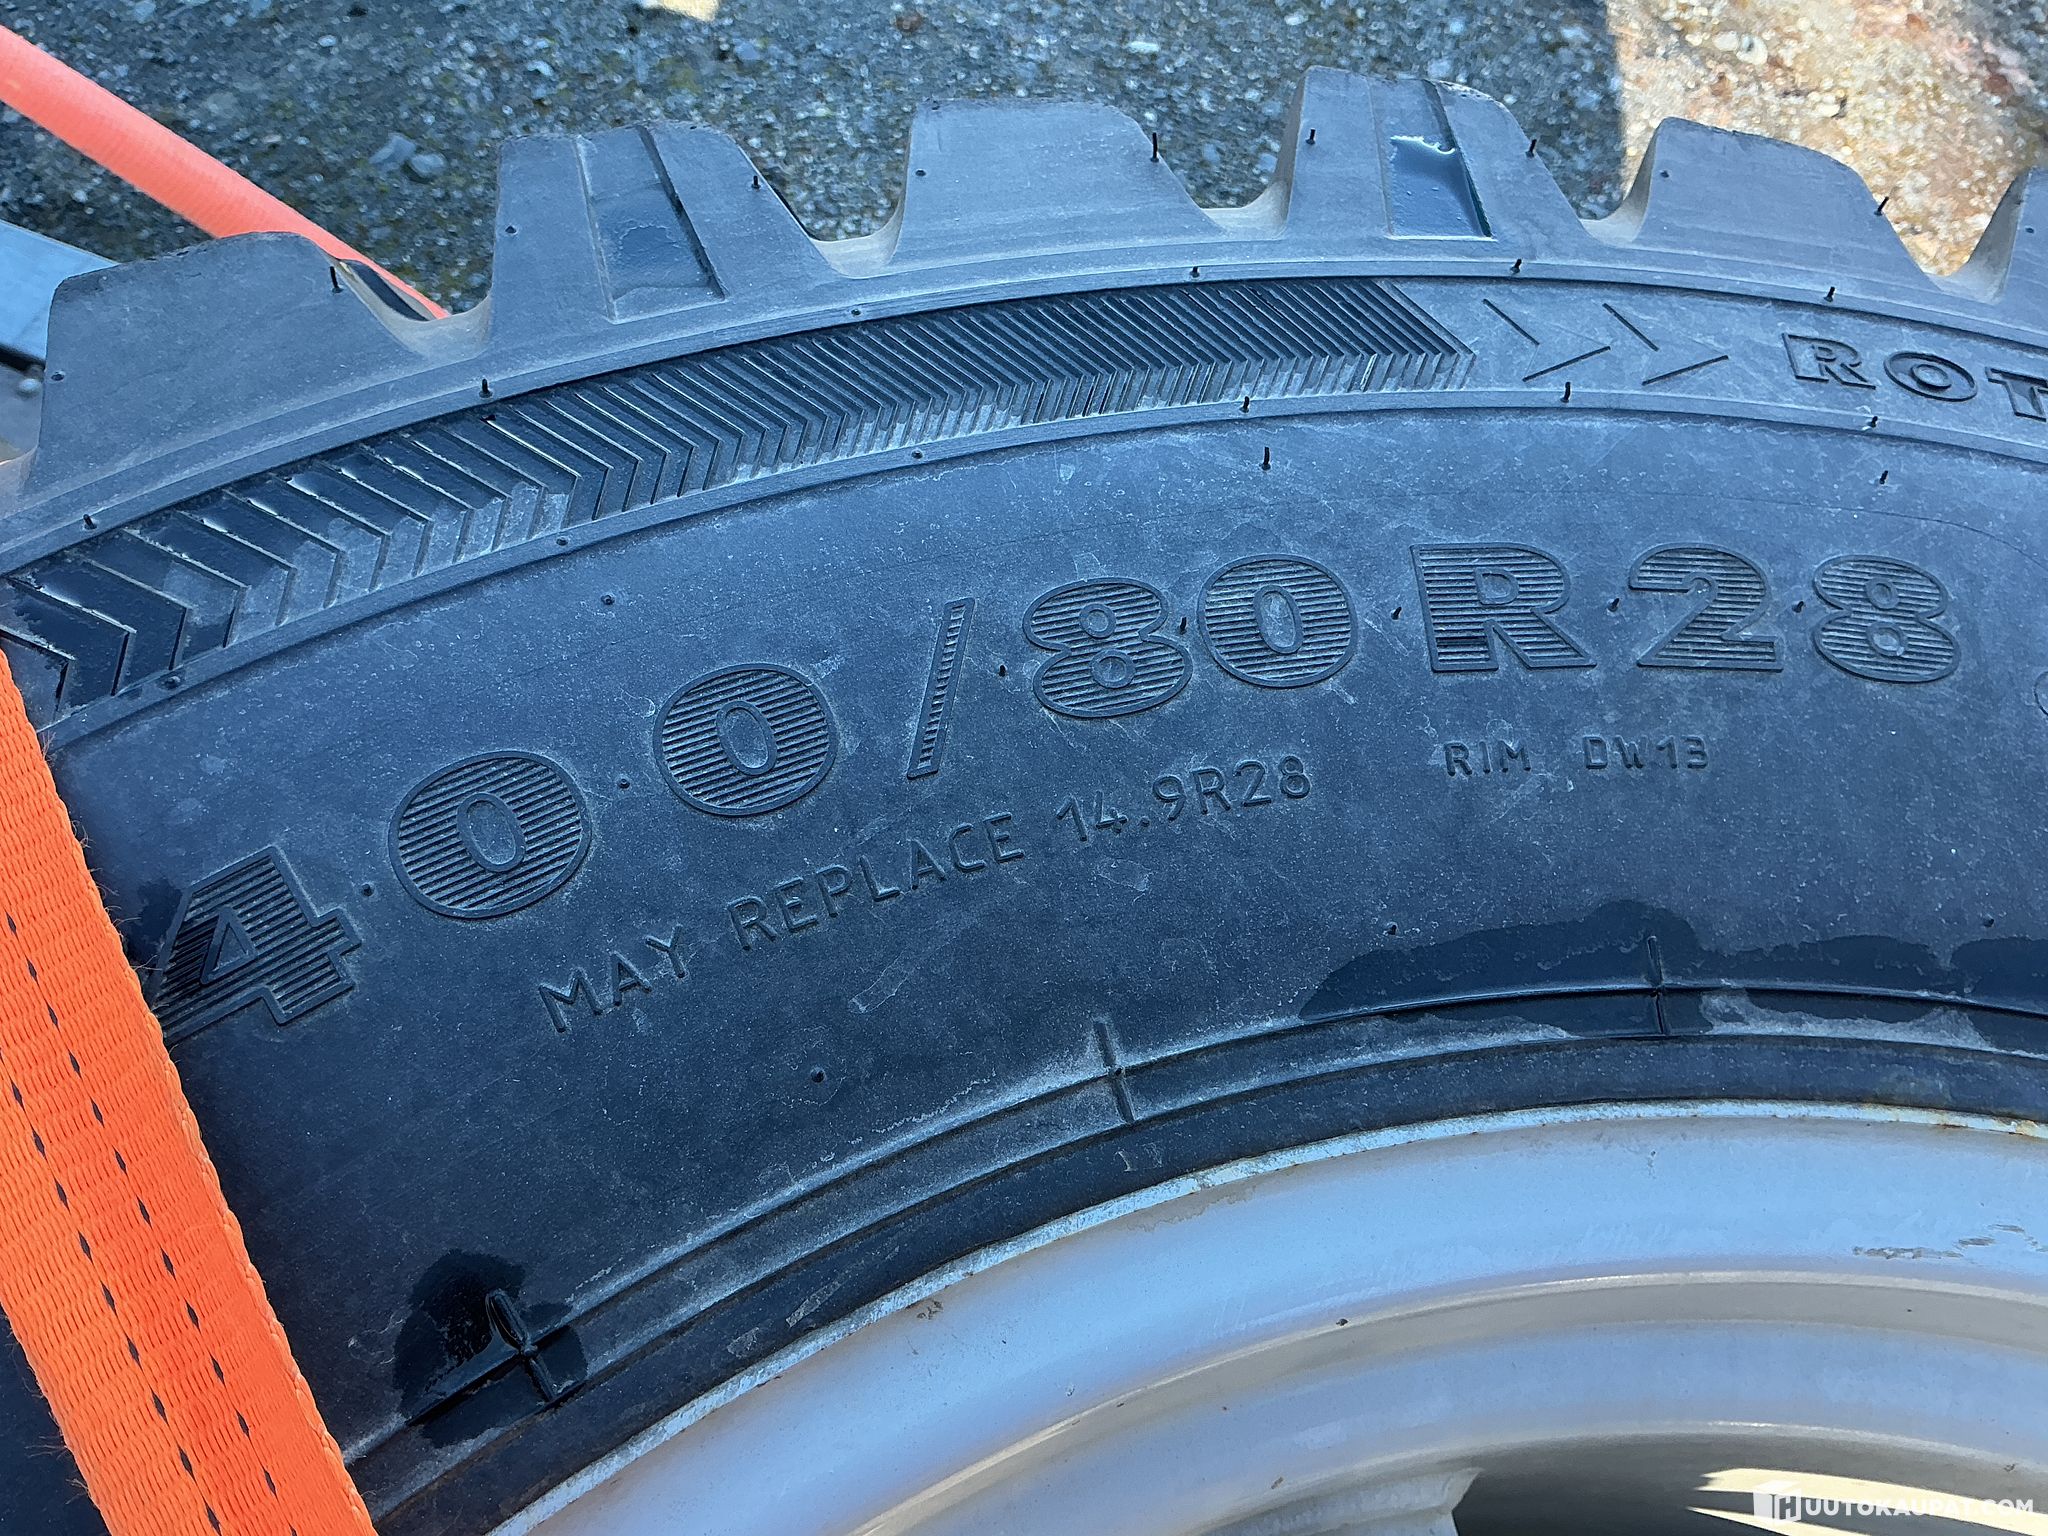 ROT
400/80R28
MAY REPLACE 14.9R28 RIM DW13
HUUTOKAUPAT.COM